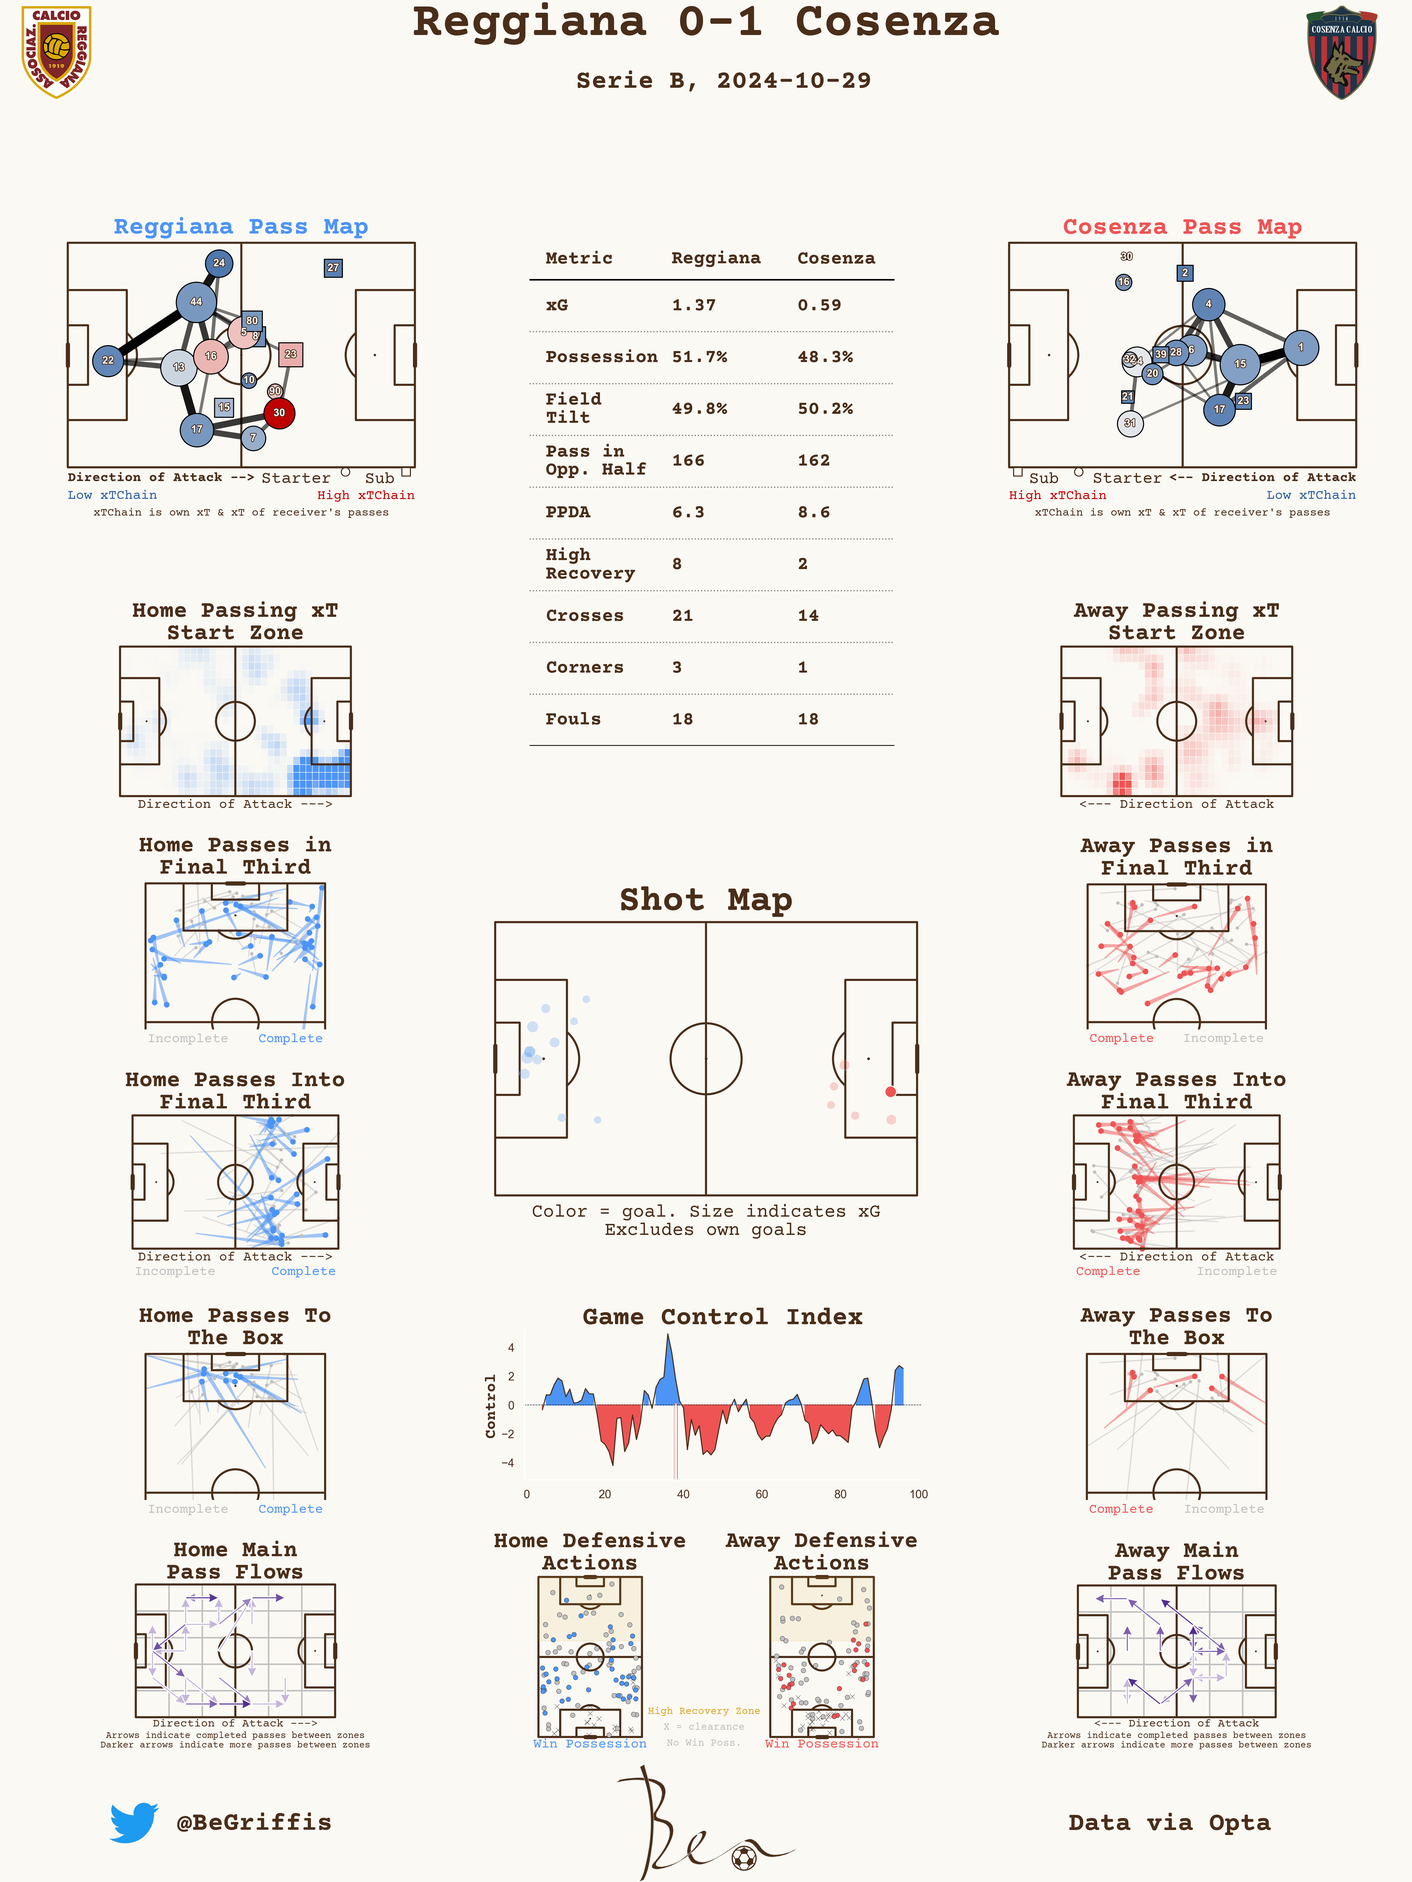 Reggiana 0-1 Cosenza
Serie B, 2024-10-29
ASSOCIAZ. CALCIO REGGIANA
1919
1914
COSENZA CALCIO
Reggiana Pass Map
24
27
44
80
5
8
22
13
16
23
10
90
15
30
17
7
Direction of Attack --> Starter Sub
Low xTChain High xTChain
xTChain is own xT & xT of receiver's passes
Metric Reggiana Cosenza
xG 1.37 0.59
Possession 51.7% 48.3%
Field
Tilt 49.8% 50.2%
Pass in
Opp. Half 166 162
PPDA 6.3 8.6
High
Recovery 8 2
Crosses 21 14
Corners 3 1
Fouls 18 18
Cosenza Pass Map
30
16
2
4
1
32
39
28
6
15
20
21
23
17
31
Sub Starter <-- Direction of Attack
High xTChain Low xTChain
xTChain is own xT & xT of receiver's passes
Home Passing xT
Start Zone
Direction of Attack --->
Away Passing xT
Start Zone
<--- Direction of Attack
Home Passes in
Final Third
Incomplete Complete
Away Passes in
Final Third
Complete Incomplete
Shot Map
Color = goal. Size indicates xG
Excludes own goals
Home Passes Into
Final Third
Direction of Attack --->
Incomplete Complete
Away Passes Into
Final Third
<--- Direction of Attack
Complete Incomplete
Home Passes To
The Box
Incomplete Complete
Game Control Index
Control
4
2
0
−2
−4
0 20 40 60 80 100
Away Passes To
The Box
Complete Incomplete
Home Main
Pass Flows
Direction of Attack --->
Arrows indicate completed passes between zones
Darker arrows indicate more passes between zones
Home Defensive
Actions
Win Possession
Away Defensive
Actions
Win Possession
High Recovery Zone
X = clearance
No Win Poss.
Away Main
Pass Flows
<--- Direction of Attack
Arrows indicate completed passes between zones
Darker arrows indicate more passes between zones
@BeGriffis
Ben
Data via Opta